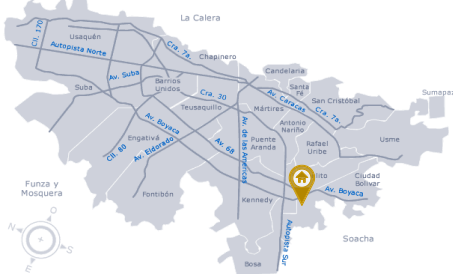 La Calera
Cll. 170
Usaquén
Autopista Norte
Cra. 7a.
Chapinero
Av. Suba
Suba
Barrios
Unidos
Cra. 30
Teusaquillo
Candelaria
Santa
Fé
Av. Caracas
San Cristóbal
Cra. 7a.
Sumapaz
Mártires
Antonio
Nariño
Av. Boyaca
Engativá
Cll. 80
Av. Eldorado
Av. 68
Av. de las Américas
Puente
Aranda
Rafael
Uribe
Usme
Funza y
Mosquera
Fontibón
Kennedy
Ciudad
Bolivar
Av. Boyaca
Autopista Sur
Soacha
Bosa
N
O
S
E